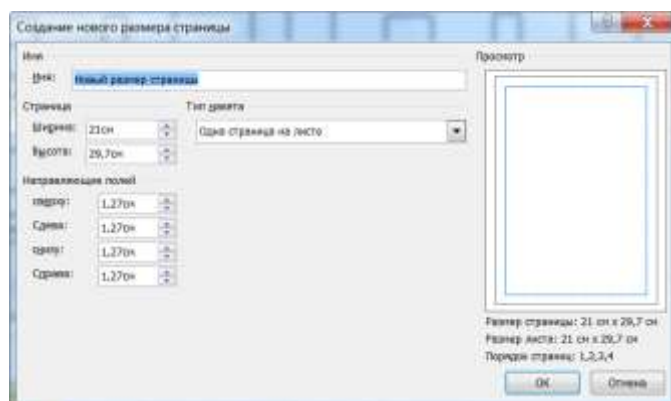 Создание нового размера страницы
Имя
Имя: Новый размер страницы
Страница
Ширина: 21см
Высота: 29,7см
Тип макета
Одна страница на листе
Направляющие полей
сверху: 1,27см
Слева: 1,27см
снизу: 1,27см
Справа: 1,27см
Просмотр
Размер страницы: 21 см x 29,7 см
Размер листа: 21 см x 29,7 см
Порядок страниц: 1,2,3,4
ОК
Отмена